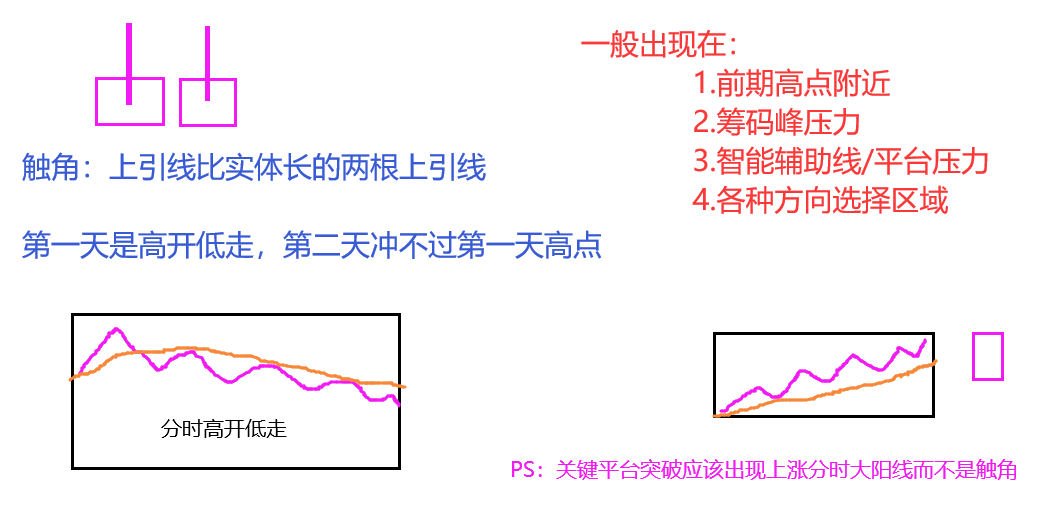 一般出现在：
1.前期高点附近
2.筹码峰压力
3.智能辅助线/平台压力
4.各种方向选择区域
触角：上引线比实体长的两根上引线
第一天是高开低走，第二天冲不过第一天高点
分时高开低走
PS：关键平台突破应该出现上涨分时大阳线而不是触角